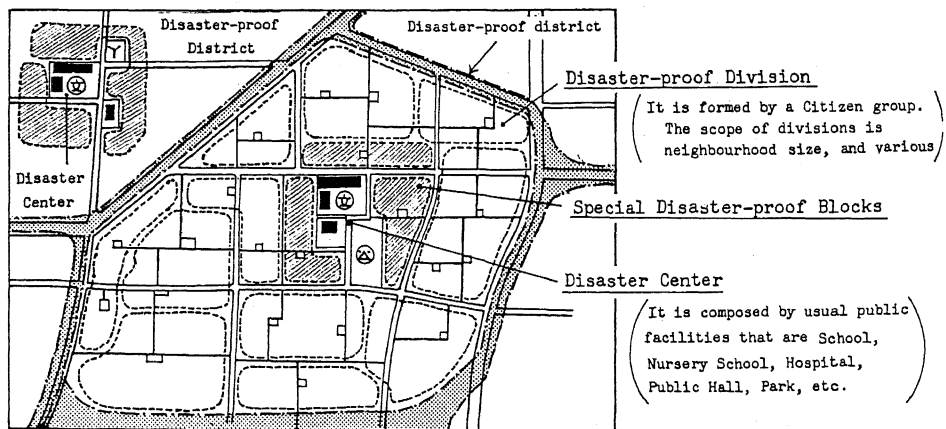 Disaster-proof
District
Disaster-proof district
Disaster-proof Division
(It is formed by a Citizen group.
The scope of divisions is
neighbourhood size, and various)
Disaster
Center
Special Disaster-proof Blocks
Disaster Center
(It is composed by usual public
facilities that are School,
Nursery School, Hospital,
Public Hall, Park, etc.)